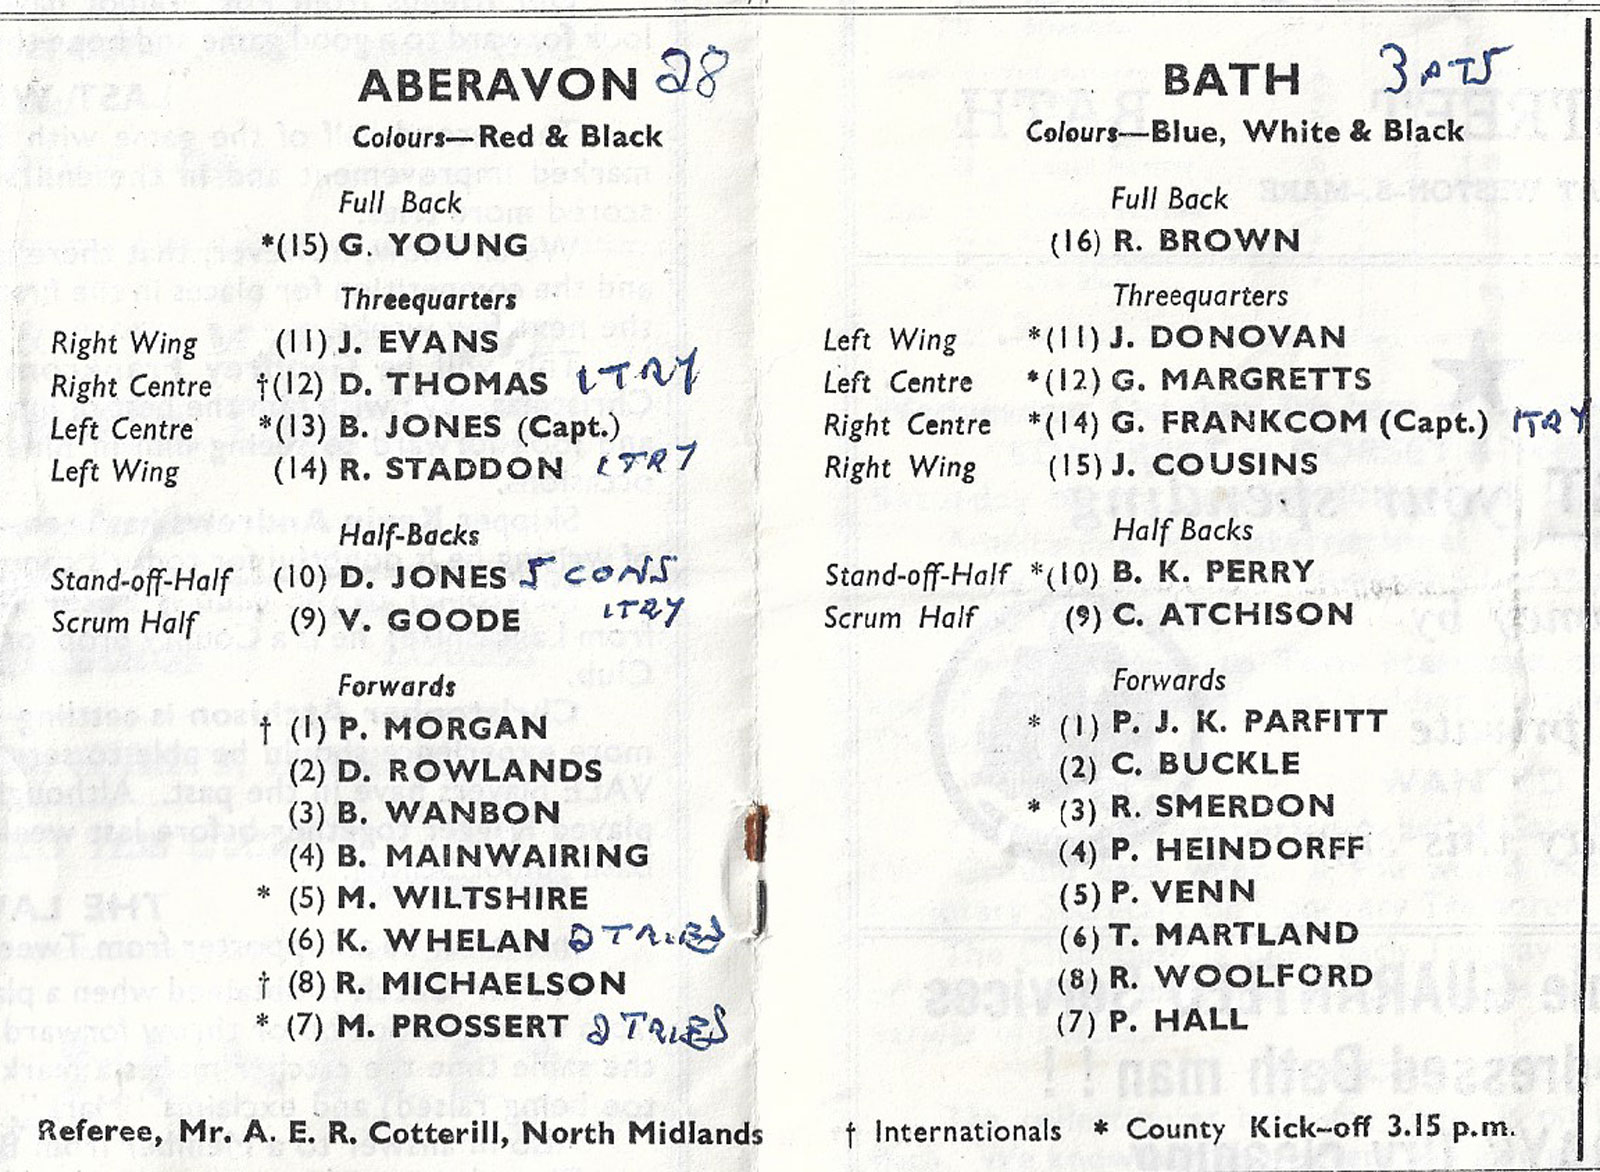 ABERAVON 28
Colours—Red & Black
Full Back
*(15) G. YOUNG
Threequarters
Right Wing (11) J. EVANS
Right Centre †(12) D. THOMAS 1 TRY
Left Centre *(13) B. JONES (Capt.)
Left Wing (14) R. STADDON 1 TRY
Half-Backs
Stand-off-Half (10) D. JONES 5 CONS
Scrum Half (9) V. GOODE 1 TRY
Forwards
† (1) P. MORGAN
(2) D. ROWLANDS
(3) B. WANBON
(4) B. MAINWAIRING
* (5) M. WILTSHIRE
(6) K. WHELAN 2 TRIES
† (8) R. MICHAELSON
* (7) M. PROSSERT 2 TRIES
Referee, Mr. A. E. R. Cotterill, North Midlands
BATH 3 PTS
Colours—Blue, White & Black
Full Back
(16) R. BROWN
Threequarters
Left Wing *(11) J. DONOVAN
Left Centre *(12) G. MARGRETTS
Right Centre *(14) G. FRANKCOM (Capt.) 1 TRY
Right Wing (15) J. COUSINS
Half Backs
Stand-off-Half *(10) B. K. PERRY
Scrum Half (9) C. ATCHISON
Forwards
* (1) P. J. K. PARFITT
(2) C. BUCKLE
* (3) R. SMERDON
(4) P. HEINDORFF
(5) P. VENN
(6) T. MARTLAND
(8) R. WOOLFORD
(7) P. HALL
† Internationals * County Kick-off 3.15 p.m.